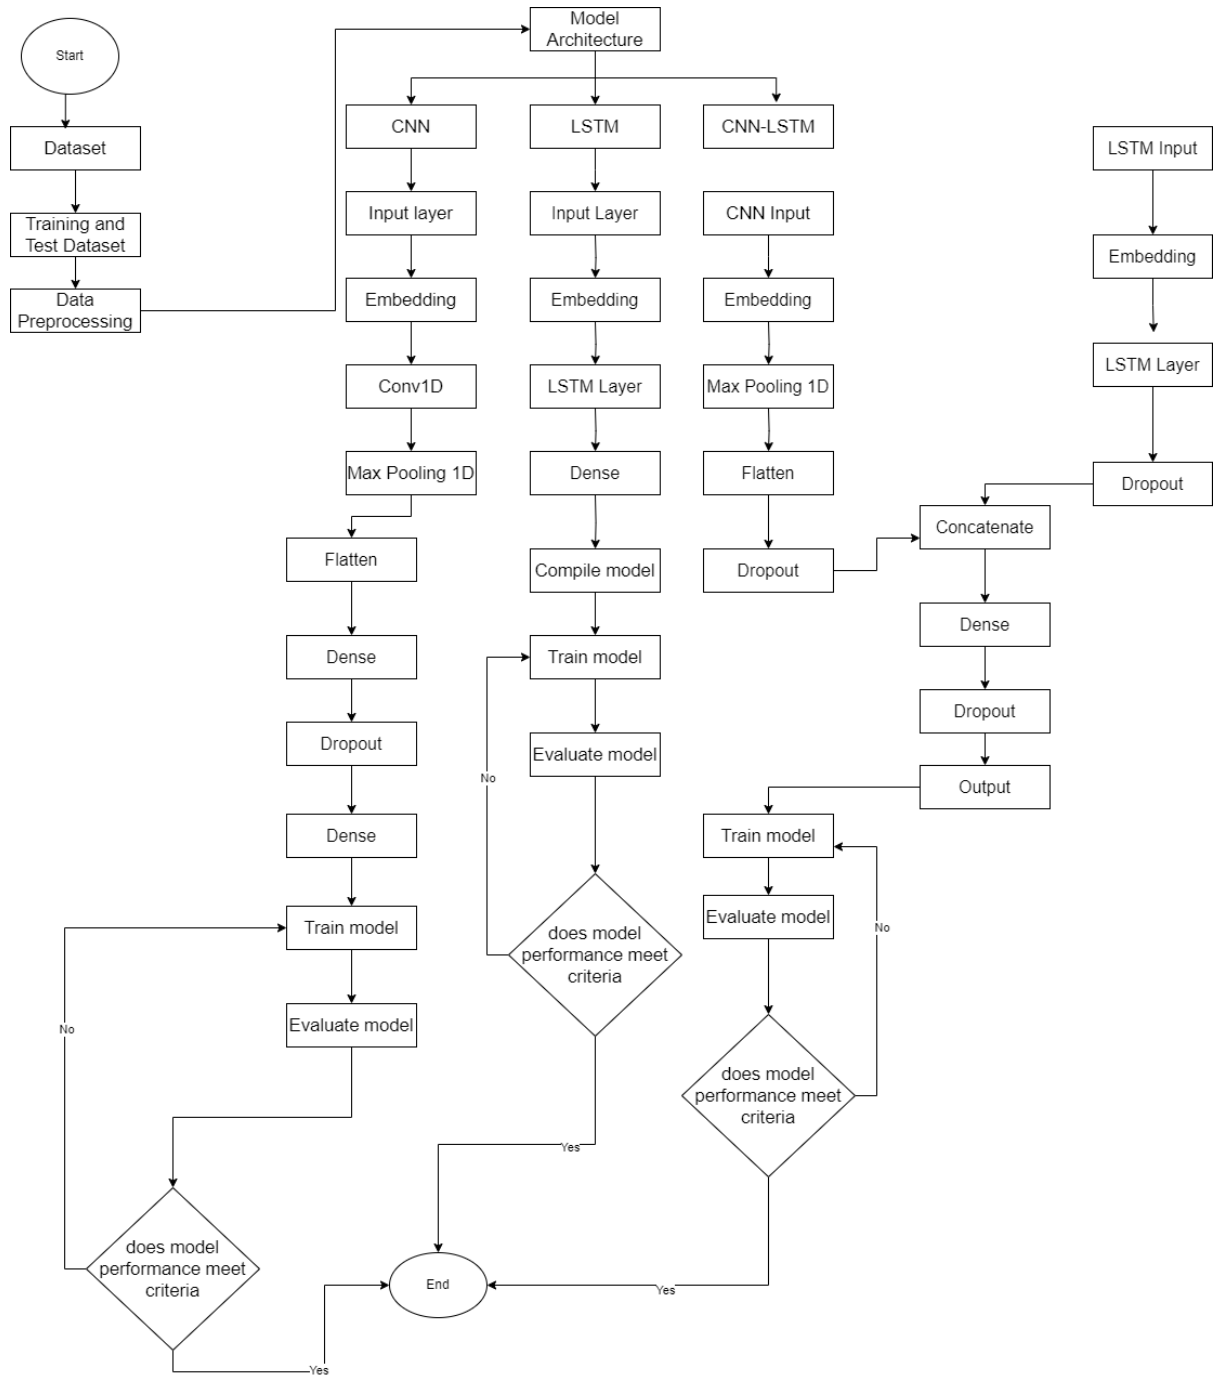 Start
Dataset
Training and
Test Dataset
Data
Preprocessing
Model
Architecture
CNN
Input layer
Embedding
Conv1D
Max Pooling 1D
Flatten
Dense
Dropout
Dense
Train model
Evaluate model
does model
performance meet
criteria
No
Yes
LSTM
Input Layer
Embedding
LSTM Layer
Dense
Compile model
Train model
Evaluate model
does model
performance meet
criteria
No
Yes
CNN-LSTM
CNN Input
Embedding
Max Pooling 1D
Flatten
Dropout
LSTM Input
Embedding
LSTM Layer
Dropout
Concatenate
Dense
Dropout
Output
Train model
Evaluate model
does model
performance meet
criteria
No
Yes
End